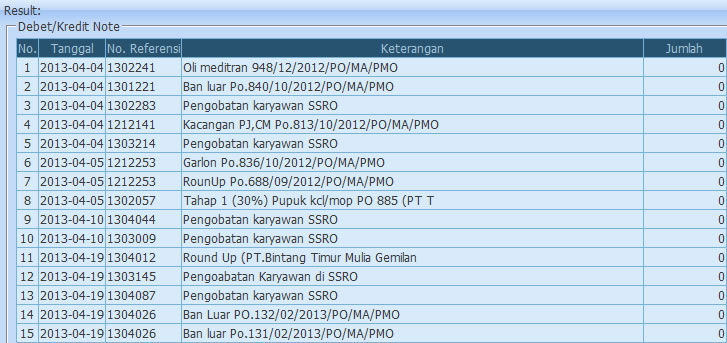 Result:
Debet/Kredit Note
No. Tanggal No. Referensi Keterangan Jumlah
1 2013-04-04 1302241 Oli meditran 948/12/2012/PO/MA/PMO 0
2 2013-04-04 1301221 Ban luar Po.840/10/2012/PO/MA/PMO 0
3 2013-04-04 1302283 Pengobatan karyawan SSRO 0
4 2013-04-04 1212141 Kacangan PJ,CM Po.813/10/2012/PO/MA/PMO 0
5 2013-04-04 1303214 Pengobatan karyawan SSRO 0
6 2013-04-05 1212253 Garlon Po.836/10/2012/PO/MA/PMO 0
7 2013-04-05 1212253 RounUp Po.688/09/2012/PO/MA/PMO 0
8 2013-04-05 1302057 Tahap 1 (30%) Pupuk kcl/mop PO 885 (PT T 0
9 2013-04-10 1304044 Pengobatan karyawan SSRO 0
10 2013-04-10 1303009 Pengobatan karyawan SSRO 0
11 2013-04-19 1304012 Round Up (PT.Bintang Timur Mulia Gemilan 0
12 2013-04-19 1303145 Pengoabatan Karyawan di SSRO 0
13 2013-04-19 1304087 Pengobatan karyawan SSRO 0
14 2013-04-19 1304026 Ban Luar PO.132/02/2013/PO/MA/PMO 0
15 2013-04-19 1304026 Ban luar Po.131/02/2013/PO/MA/PMO 0